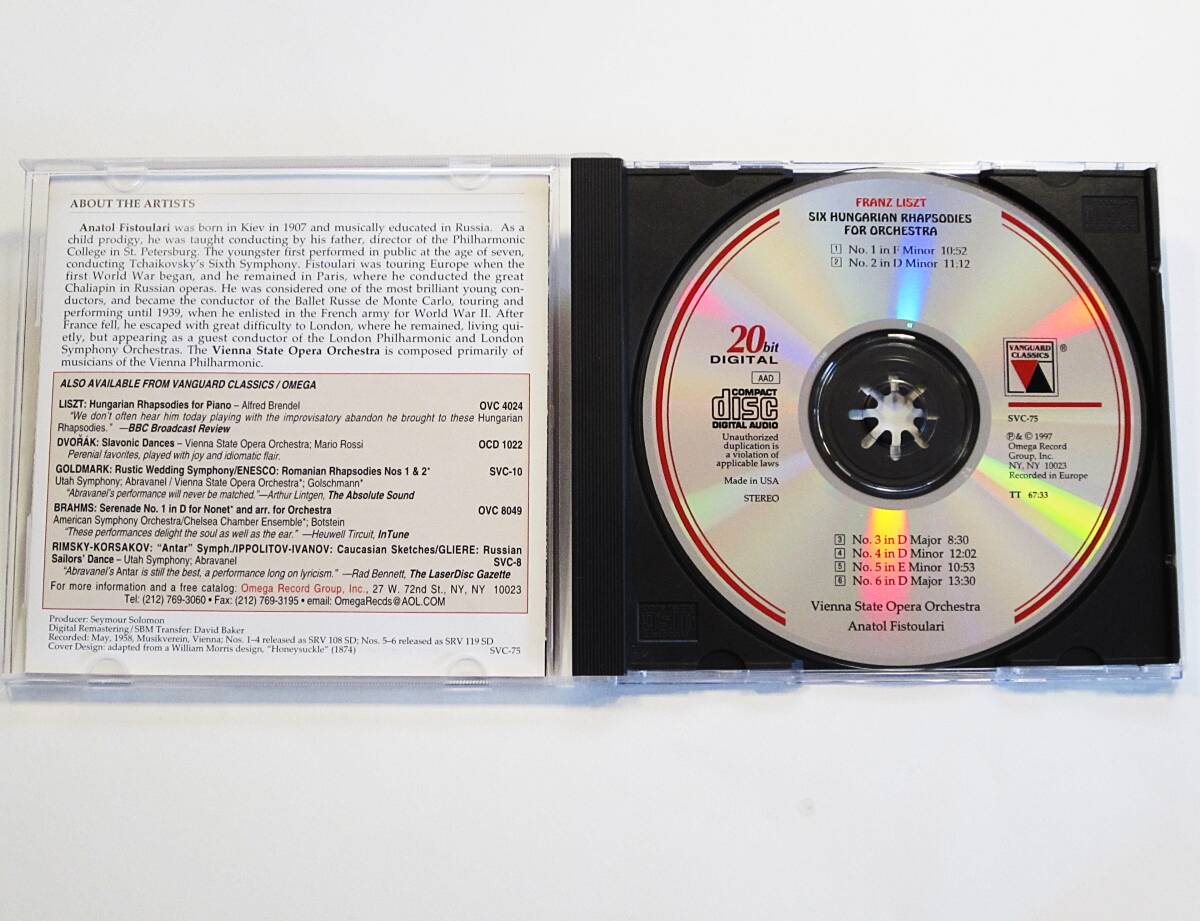 ABOUT THE ARTISTS
Anatol Fistoulari was born in Kiev in 1907 and musically educated in Russia. As a
child prodigy, he was taught conducting by his father, director of the Philharmonic
College in St. Petersburg. The youngster first performed in public at the age of seven,
conducting Tchaikovsky's Sixth Symphony. Fistoulari was touring Europe when the
first World War began, and he remained in Paris, where he conducted the great
Chaliapin in Russian operas. He was considered one of the most brilliant young con-
ductors, and became the conductor of the Ballet Russe de Monte Carlo, touring and
performing until 1939, when he enlisted in the French army for World War II. After
France fell, he escaped with great difficulty to London, where he remained, living qui-
etly, but appearing as a guest conductor of the London Philharmonic and London
Symphony Orchestras. The Vienna State Opera Orchestra is composed primarily of
musicians of the Vienna Philharmonic.
ALSO AVAILABLE FROM VANGUARD CLASSICS / OMEGA
LISZT: Hungarian Rhapsodies for Piano – Alfred Brendel OVC 4024
"We don't often hear him today playing with the improvisatory abandon he brought to these Hungarian
Rhapsodies." —BBC Broadcast Review
DVOŘÁK: Slavonic Dances – Vienna State Opera Orchestra; Mario Rossi OCD 1022
Perenial favorites, played with joy and idiomatic flair.
GOLDMARK: Rustic Wedding Symphony/ENESCO: Romanian Rhapsodies Nos 1 & 2* SVC-10
Utah Symphony; Abravanel / Vienna State Opera Orchestra*; Golschmann*
"Abravanel's performance will never be matched."—Arthur Lintgen, The Absolute Sound
BRAHMS: Serenade No. 1 in D for Nonet* and arr. for Orchestra OVC 8049
American Symphony Orchestra/Chelsea Chamber Ensemble*; Botstein
"These performances delight the soul as well as the ear." —Heuwell Tircuit, InTune
RIMSKY-KORSAKOV: "Antar" Symph./IPPOLITOV-IVANOV: Caucasian Sketches/GLIERE: Russian
Sailors' Dance – Utah Symphony; Abravanel SVC-8
"Abravanel's Antar is still the best, a performance long on lyricism." —Rad Bennett, The LaserDisc Gazette
For more information and a free catalog: Omega Record Group, Inc., 27 W. 72nd St., NY, NY 10023
Tel: (212) 769-3060 • Fax: (212) 769-3195 • email: OmegaRecds@AOL.COM
Producer: Seymour Solomon
Digital Remastering/SBM Transfer: David Baker
Recorded: May, 1958, Musikverein, Vienna; Nos. 1–4 released as SRV 108 SD; Nos. 5–6 released as SRV 119 SD
Cover Design: adapted from a William Morris design, "Honeysuckle" (1874) SVC-75
FRANZ LISZT
SIX HUNGARIAN RHAPSODIES
FOR ORCHESTRA
1 No. 1 in F Minor 10:52
2 No. 2 in D Minor 11:12
20bit
DIGITAL
AAD
COMPACT
disc
DIGITAL AUDIO
Unauthorized
duplication is
a violation of
applicable laws
Made in USA
STEREO
VANGUARD
CLASSICS
®
SVC-75
℗& © 1997
Omega Record
Group, Inc.
NY, NY 10023
Recorded in Europe
TT 67:33
3 No. 3 in D Major 8:30
4 No. 4 in D Minor 12:02
5 No. 5 in E Minor 10:53
6 No. 6 in D Major 13:30
Vienna State Opera Orchestra
Anatol Fistoulari